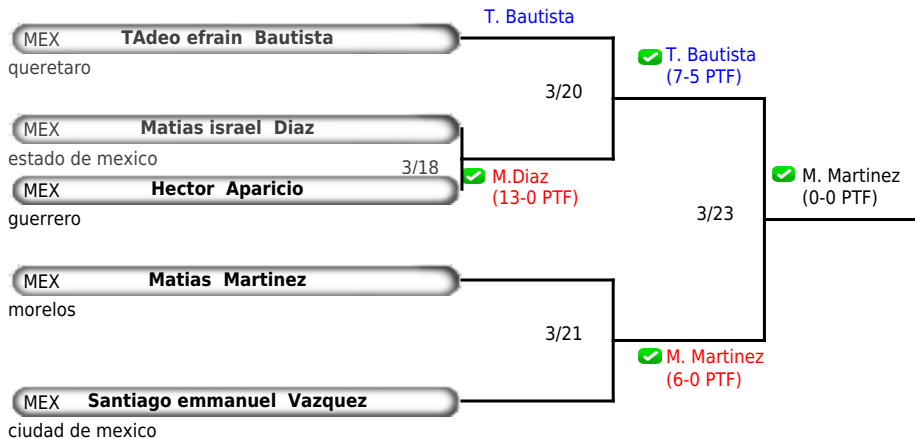 T. Bautista
MEX TAdeo efrain Bautista
queretaro
T. Bautista
(7-5 PTF)
3/20
MEX Matias israel Diaz
estado de mexico
3/18
M.Diaz
(13-0 PTF)
MEX Hector Aparicio
guerrero
M. Martinez
(0-0 PTF)
3/23
MEX Matias Martinez
morelos
3/21
M. Martinez
(6-0 PTF)
MEX Santiago emmanuel Vazquez
ciudad de mexico